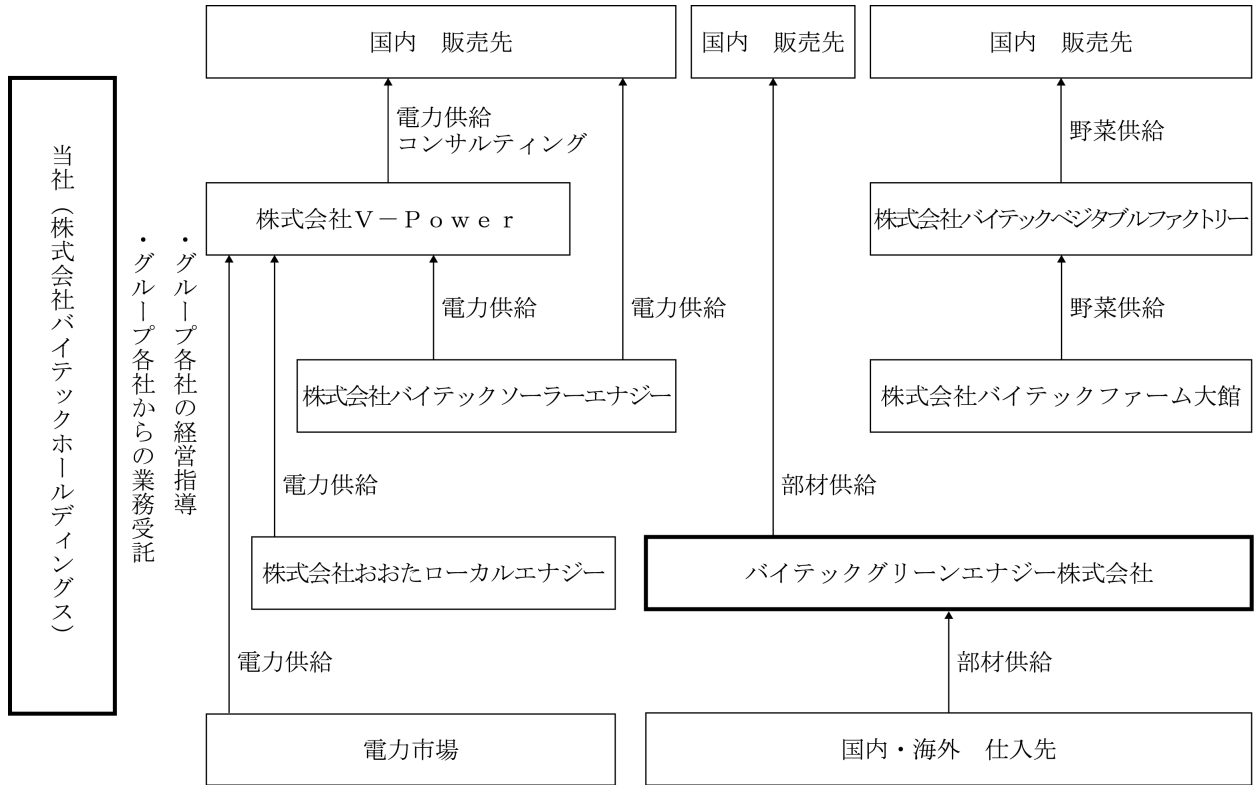 国内　販売先
国内　販売先
国内　販売先
当社（株式会社バイテックホールディングス）
・グループ各社の経営指導
・グループ各社からの業務受託
電力供給
コンサルティング
野菜供給
株式会社Ｖ－Ｐｏｗｅｒ
株式会社バイテックベジタブルファクトリー
電力供給
電力供給
野菜供給
株式会社バイテックソーラーエナジー
株式会社バイテックファーム大館
電力供給
部材供給
株式会社おおたローカルエナジー
バイテックグリーンエナジー株式会社
電力供給
部材供給
電力市場
国内・海外　仕入先